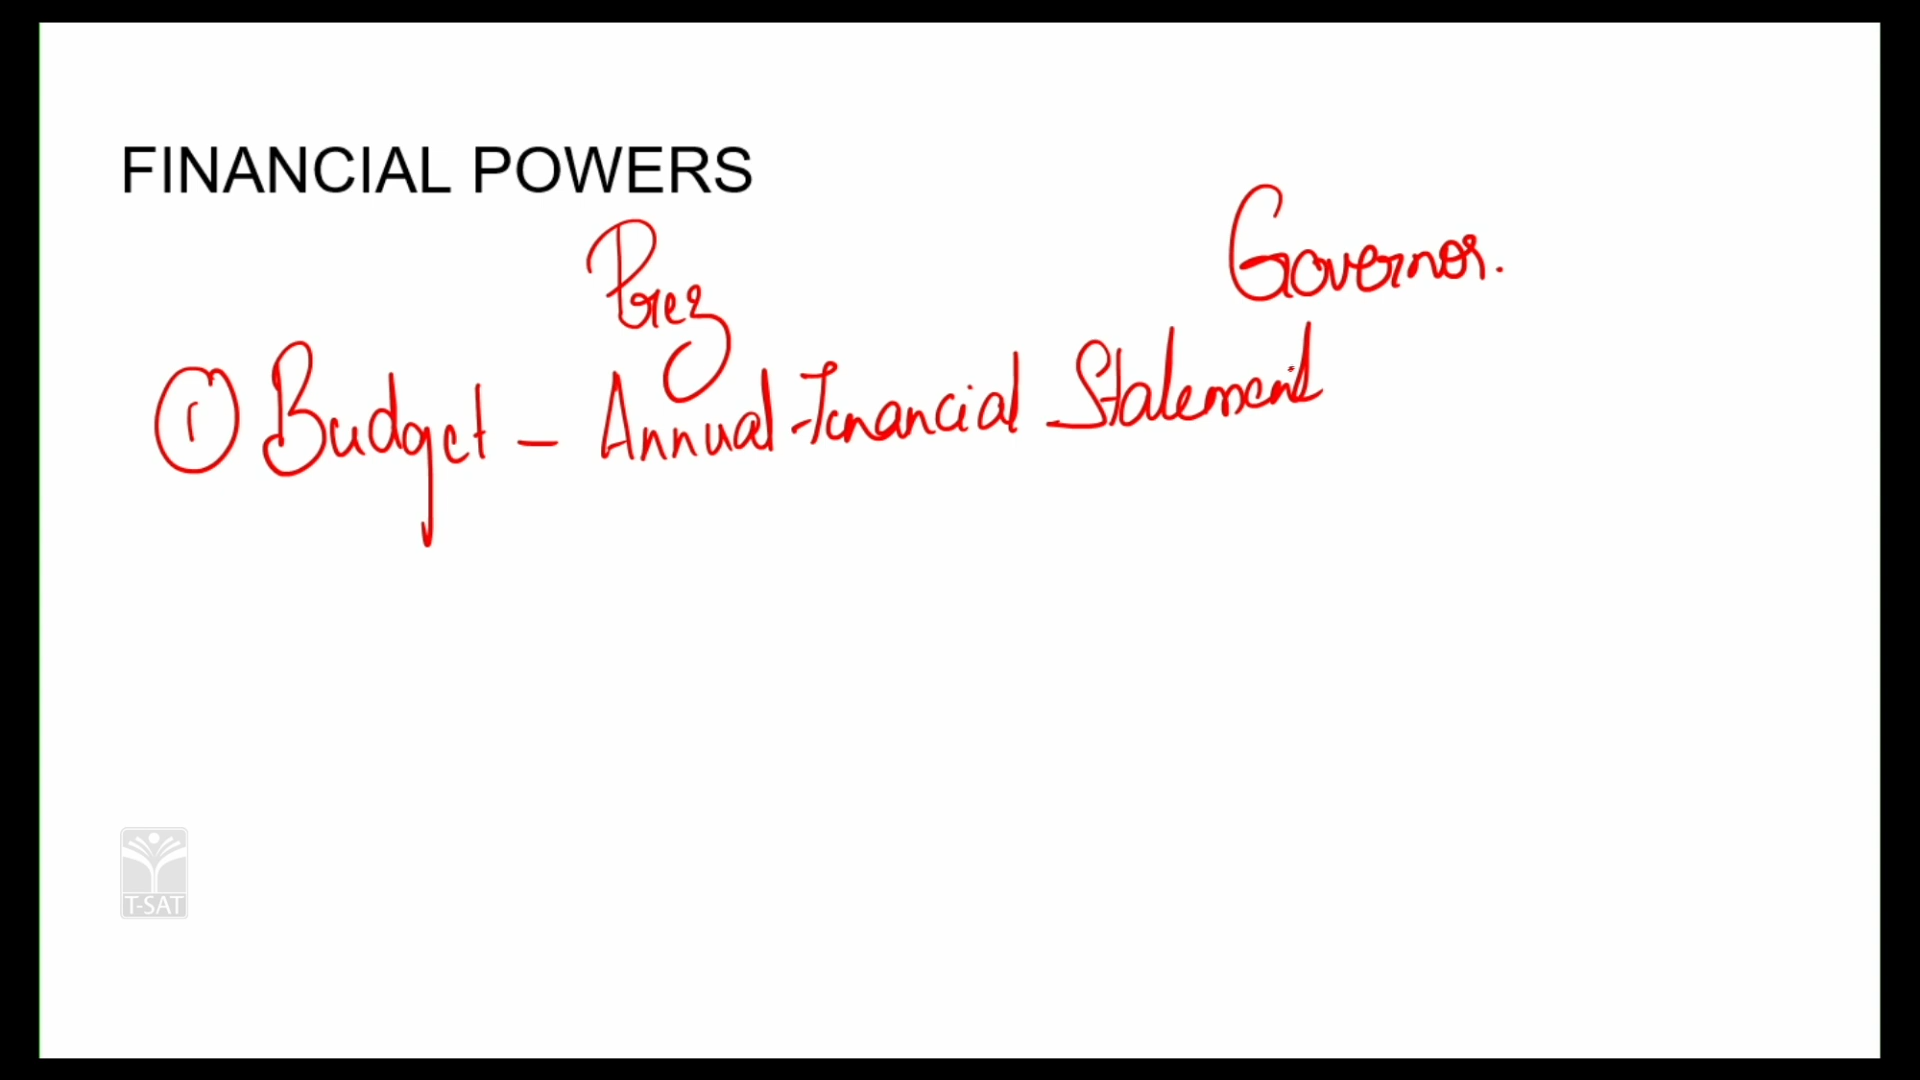 FINANCIAL POWERS
Prez Governor.
① Budget - Annual Financial Statement
T-SAT